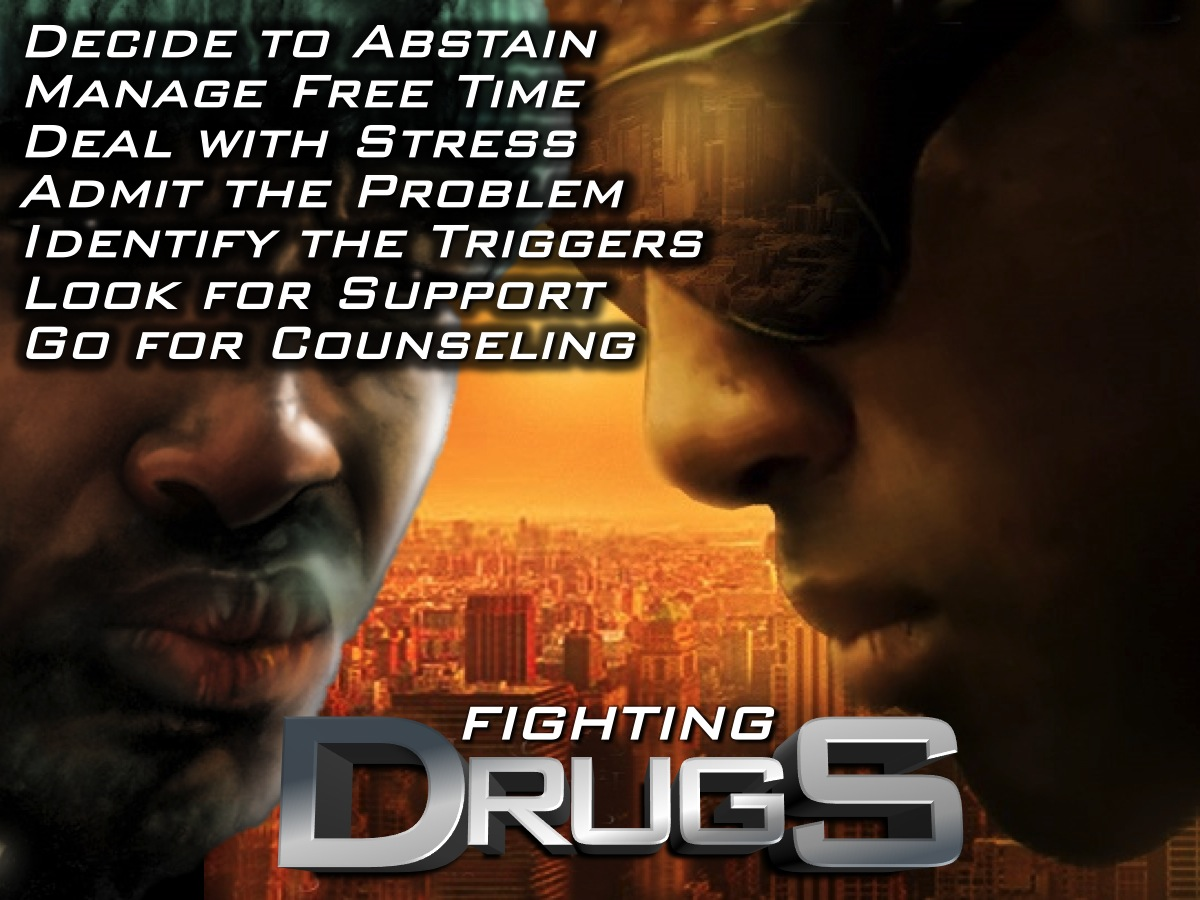 Decide to Abstain
Manage Free Time
Deal with Stress
Admit the Problem
Identify the Triggers
Look for Support
Go for Counseling
FIGHTING
DRUGS